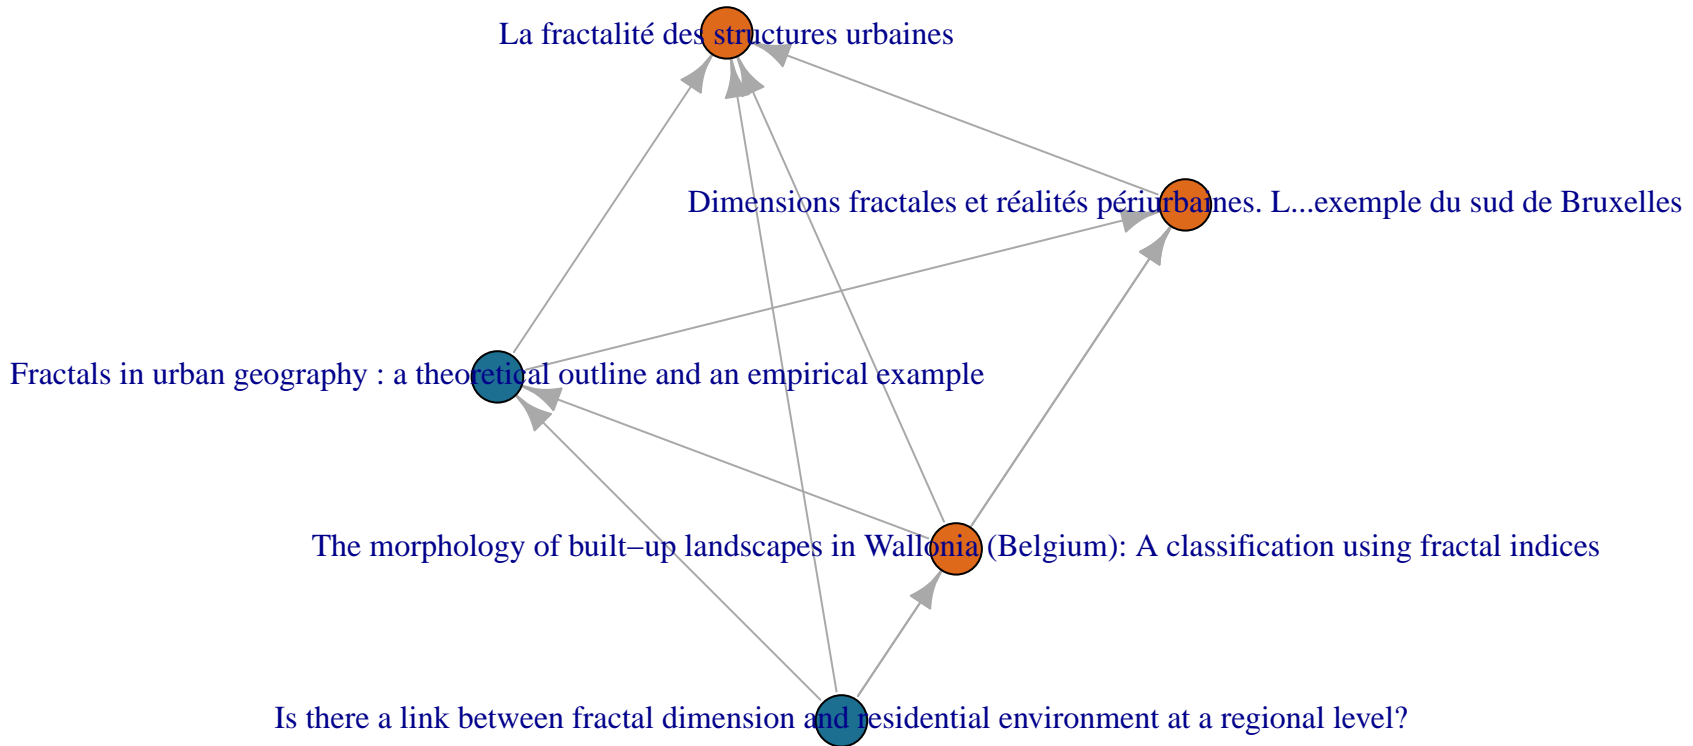 La fractalité des structures urbaines
Dimensions fractales et réalités périurbaines. L...exemple du sud de Bruxelles
Fractals in urban geography : a theoretical outline and an empirical example
The morphology of built−up landscapes in Wallonia (Belgium): A classification using fractal indices
Is there a link between fractal dimension and residential environment at a regional level?